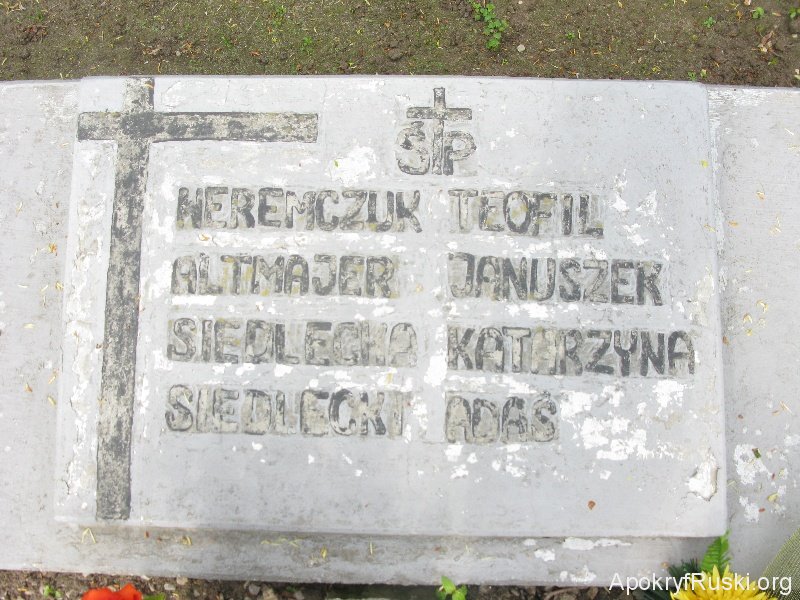 ŚP
NEREMCZUK TEOFIL
ALTMAJER JANUSZEK
SIEDLECKA KATARZYNA
SIEDLECKI ADAŚ
ApokryfRuski.org